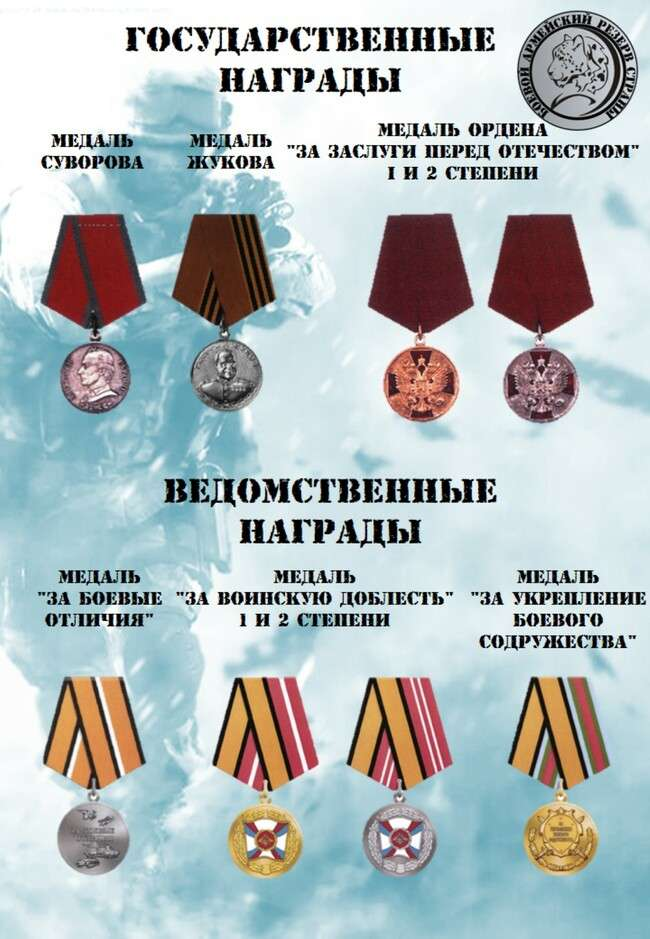 ГОСУДАРСТВЕННЫЕ
НАГРАДЫ
БОЕВОЙ АРМЕЙСКИЙ РЕЗЕРВ СТРАНЫ
МЕДАЛЬ
СУВОРОВА
МЕДАЛЬ
ЖУКОВА
МЕДАЛЬ ОРДЕНА
"ЗА ЗАСЛУГИ ПЕРЕД ОТЕЧЕСТВОМ"
I И 2 СТЕПЕНИ
ВЕДОМСТВЕННЫЕ
НАГРАДЫ
МЕДАЛЬ
"ЗА БОЕВЫЕ
ОТЛИЧИЯ"
МЕДАЛЬ
"ЗА ВОИНСКУЮ ДОБЛЕСТЬ"
1 И 2 СТЕПЕНИ
МЕДАЛЬ
"ЗА УКРЕПЛЕНИЕ
БОЕВОГО
СОДРУЖЕСТВА"